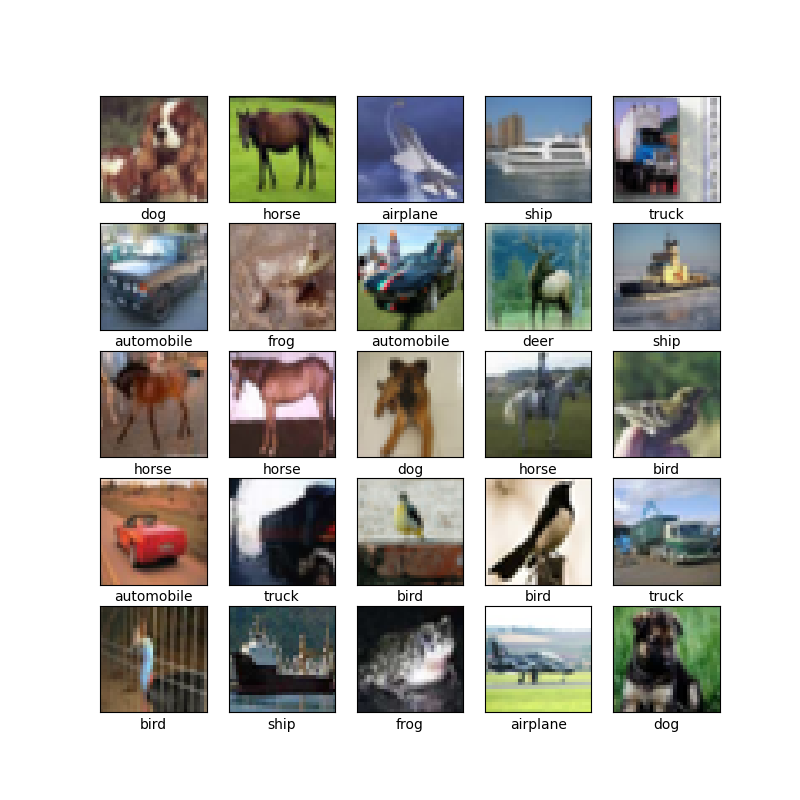 dog horse airplane ship truck
automobile frog automobile deer ship
horse horse dog horse bird
automobile truck bird bird truck
bird ship frog airplane dog